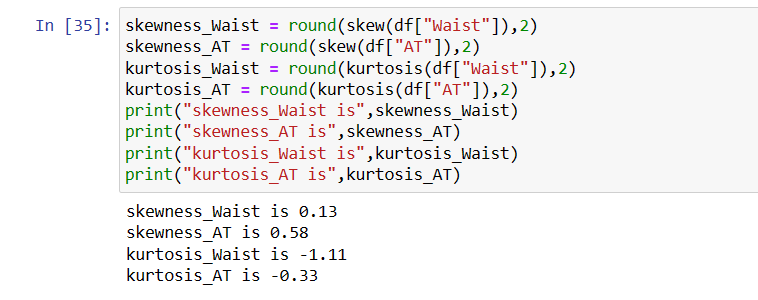 In [35]: skewness_Waist = round(skew(df["Waist"]),2)
skewness_AT = round(skew(df["AT"]),2)
kurtosis_Waist = round(kurtosis(df["Waist"]),2)
kurtosis_AT = round(kurtosis(df["AT"]),2)
print("skewness_Waist is",skewness_Waist)
print("skewness_AT is",skewness_AT)
print("kurtosis_Waist is",kurtosis_Waist)
print("kurtosis_AT is",kurtosis_AT)
skewness_Waist is 0.13
skewness_AT is 0.58
kurtosis_Waist is -1.11
kurtosis_AT is -0.33